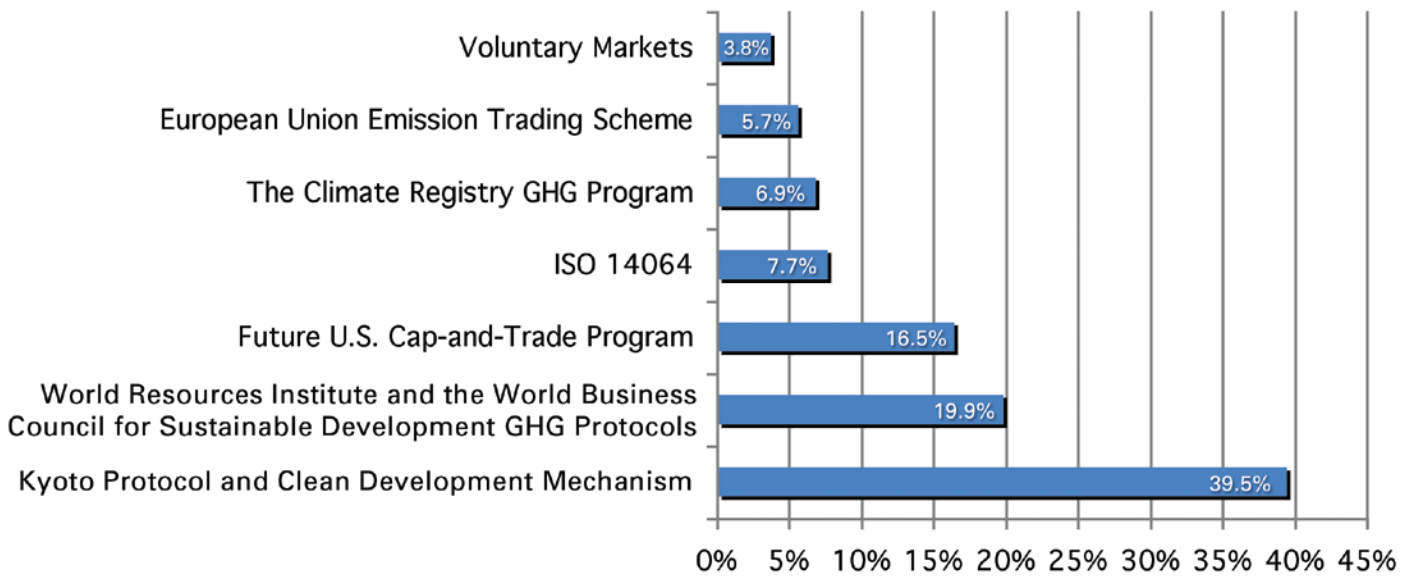 Voluntary Markets
3.8%
European Union Emission Trading Scheme
5.7%
The Climate Registry GHG Program
6.9%
ISO 14064
7.7%
Future U.S. Cap-and-Trade Program
16.5%
World Resources Institute and the World Business
Council for Sustainable Development GHG Protocols
19.9%
Kyoto Protocol and Clean Development Mechanism
39.5%
0% 5% 10% 15% 20% 25% 30% 35% 40% 45%